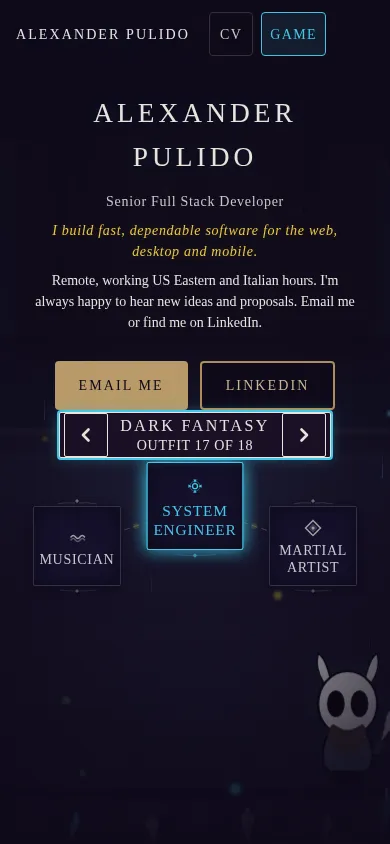 ALEXANDER PULIDO
CV
GAME
ALEXANDER
PULIDO
Senior Full Stack Developer
I build fast, dependable software for the web,
desktop and mobile.
Remote, working US Eastern and Italian hours. I'm
always happy to hear new ideas and proposals. Email me
or find me on LinkedIn.
EMAIL ME
LINKEDIN
DARK FANTASY
OUTFIT 17 OF 18
SYSTEM
ENGINEER
MUSICIAN
MARTIAL
ARTIST